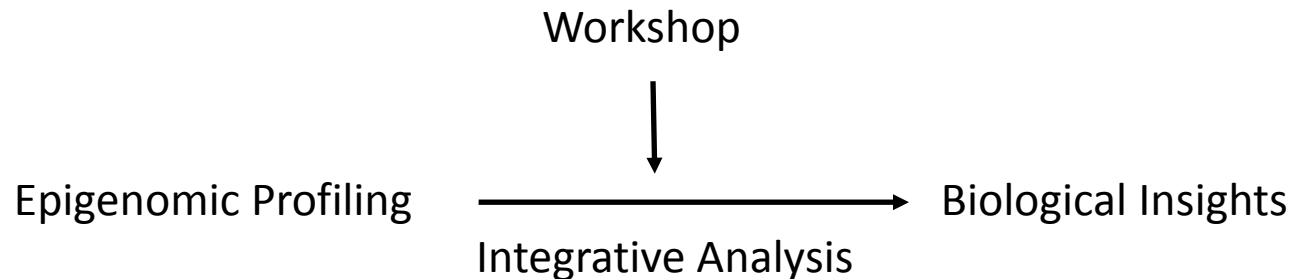 Workshop
Epigenomic Profiling
Biological Insights
Integrative Analysis